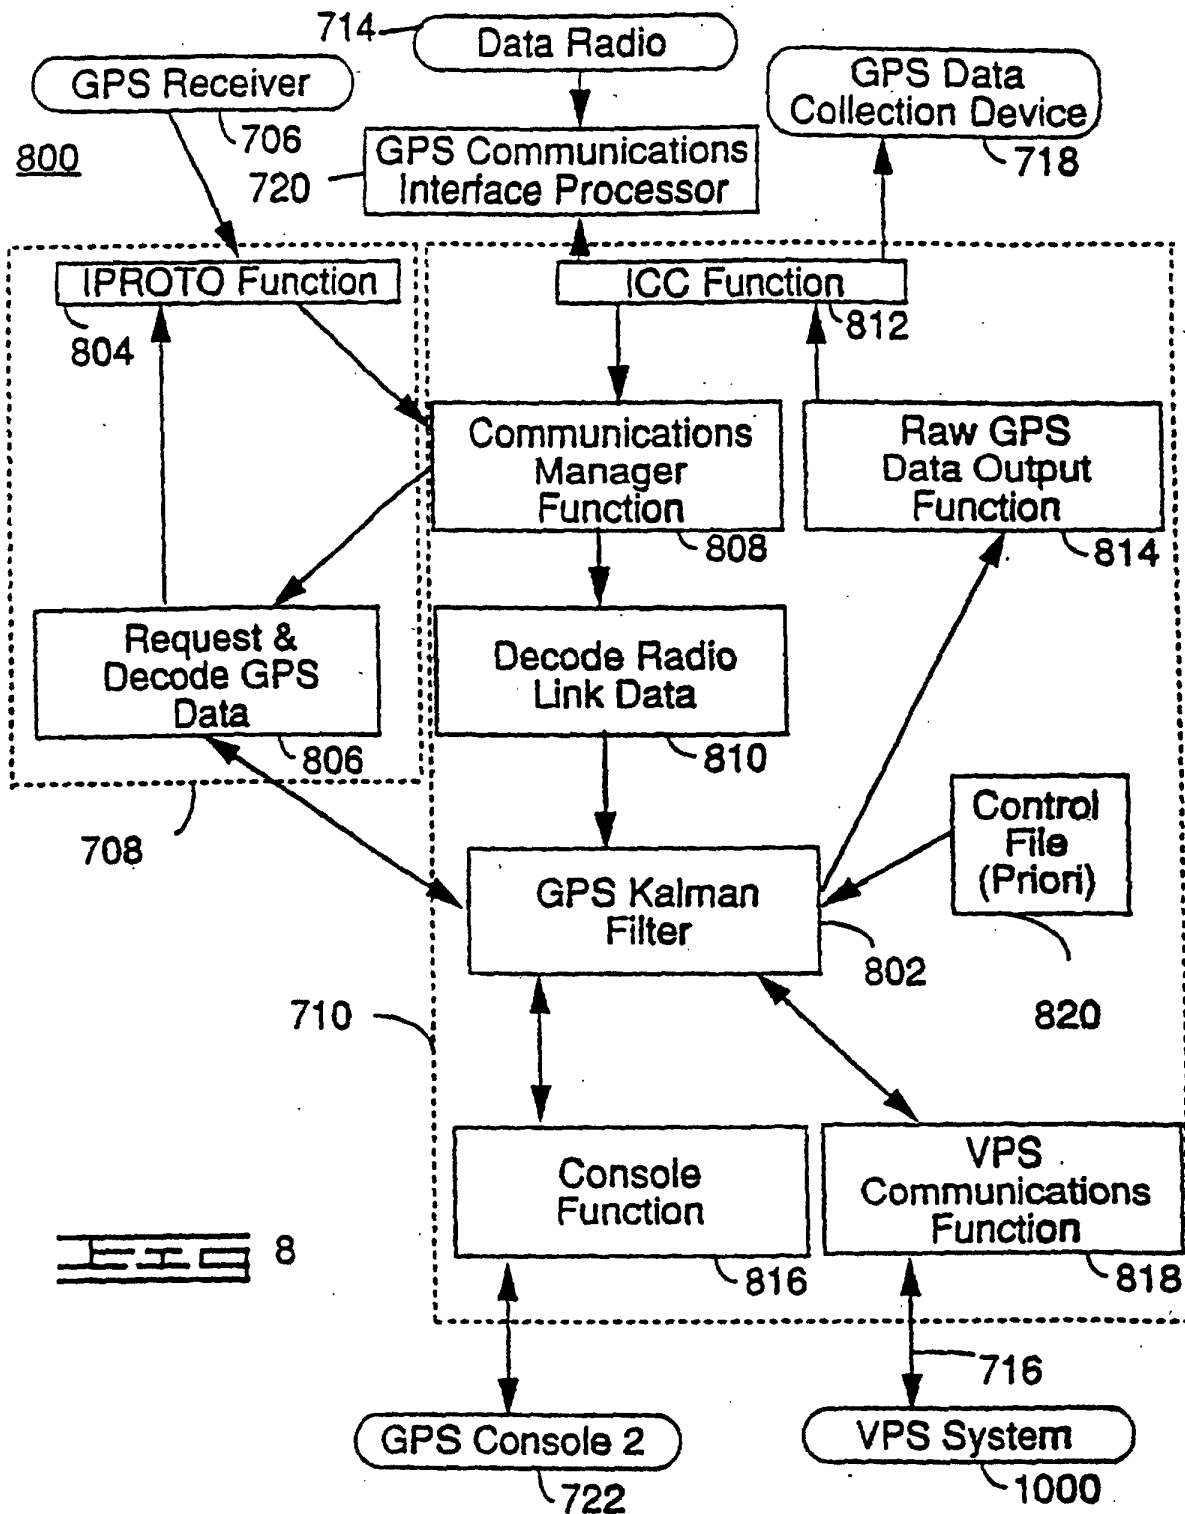 714
Data Radio
GPS Receiver
706
GPS Data
Collection Device
718
800
720
GPS Communications
Interface Processor
IPROTO Function
804
ICC Function
812
Communications
Manager
Function
808
Raw GPS
Data Output
Function
814
Request &
Decode GPS
Data
806
Decode Radio
Link Data
810
708
Control
File
(Priori)
820
GPS Kalman
Filter
802
710
Console
Function
816
VPS
Communications
Function
818
8
716
GPS Console 2
722
VPS System
1000